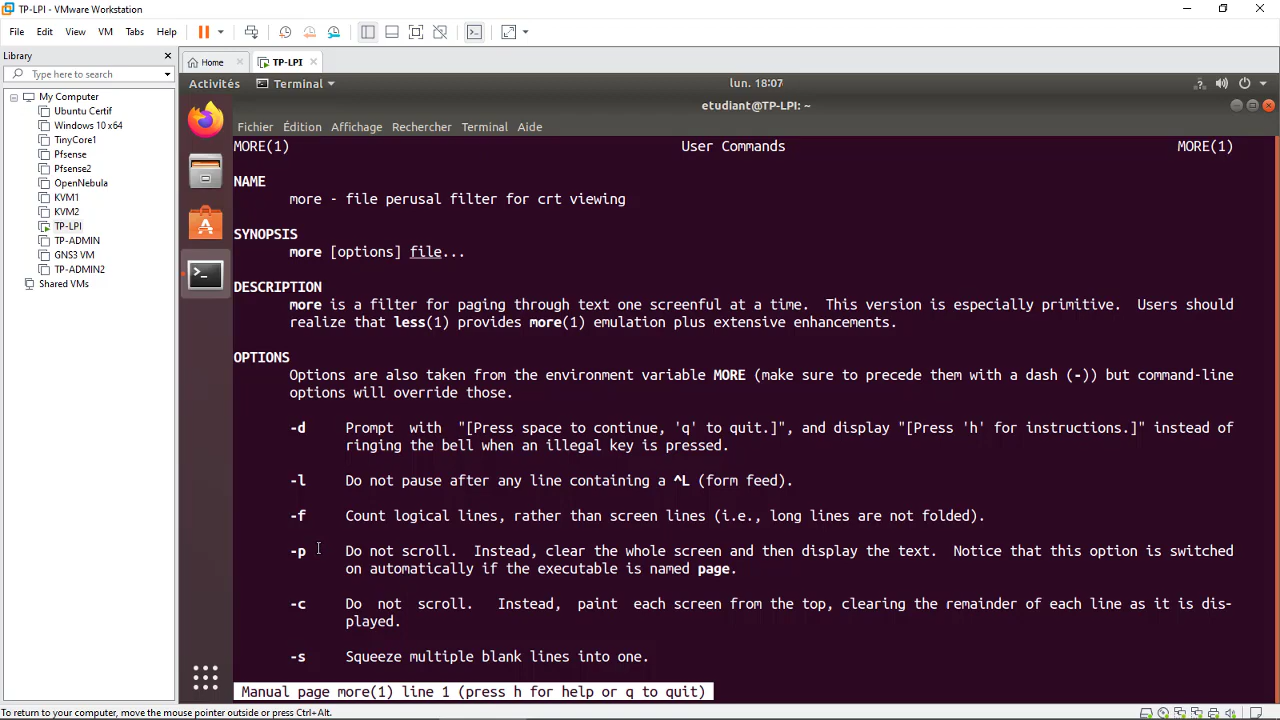 TP-LPI - VMware Workstation
File Edit View VM Tabs Help
Library
Type here to search
My Computer
Ubuntu Certif
Windows 10 x64
TinyCore1
Pfsense
Pfsense2
OpenNebula
KVM1
KVM2
TP-LPI
TP-ADMIN
GNS3 VM
TP-ADMIN2
Shared VMs
Home TP-LPI
Activités Terminal lun. 18:07
etudiant@TP-LPI: ~
Fichier Édition Affichage Rechercher Terminal Aide
MORE(1) User Commands MORE(1)
NAME
more - file perusal filter for crt viewing
SYNOPSIS
more [options] file...
DESCRIPTION
more is a filter for paging through text one screenful at a time. This version is especially primitive. Users should
realize that less(1) provides more(1) emulation plus extensive enhancements.
OPTIONS
Options are also taken from the environment variable MORE (make sure to precede them with a dash (-)) but command-line
options will override those.
-d Prompt with "[Press space to continue, 'q' to quit.]", and display "[Press 'h' for instructions.]" instead of
ringing the bell when an illegal key is pressed.
-l Do not pause after any line containing a ^L (form feed).
-f Count logical lines, rather than screen lines (i.e., long lines are not folded).
-p Do not scroll. Instead, clear the whole screen and then display the text. Notice that this option is switched
on automatically if the executable is named page.
-c Do not scroll. Instead, paint each screen from the top, clearing the remainder of each line as it is dis-
played.
-s Squeeze multiple blank lines into one.
Manual page more(1) line 1 (press h for help or q to quit)
To return to your computer, move the mouse pointer outside or press Ctrl+Alt.